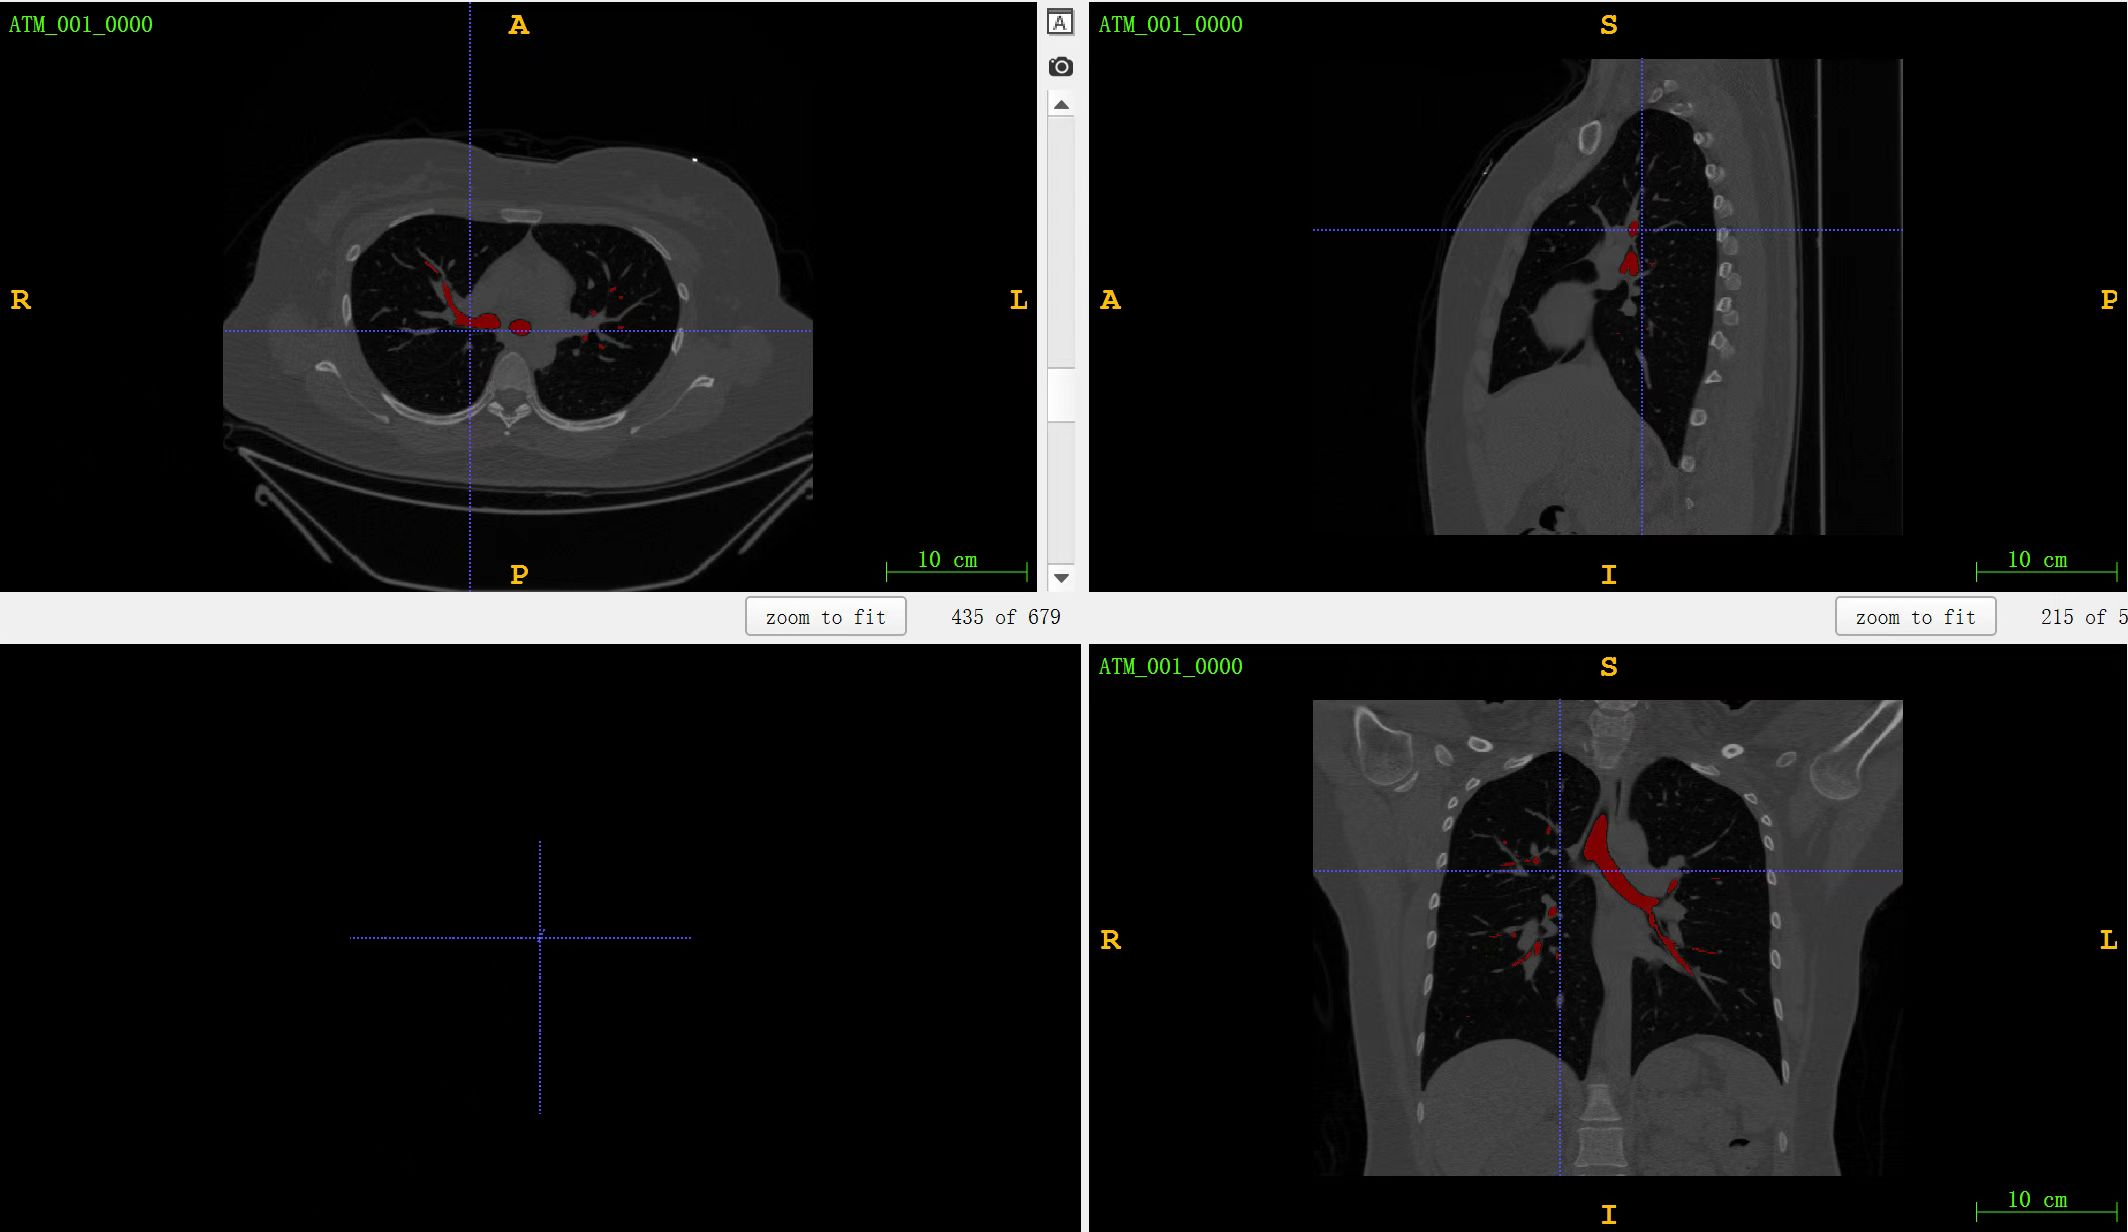 ATM_001_0000
A
R
L
P
10 cm
A
zoom to fit
435 of 679
ATM_001_0000
S
A
P
I
10 cm
zoom to fit
215 of 5
ATM_001_0000
S
R
L
I
10 cm